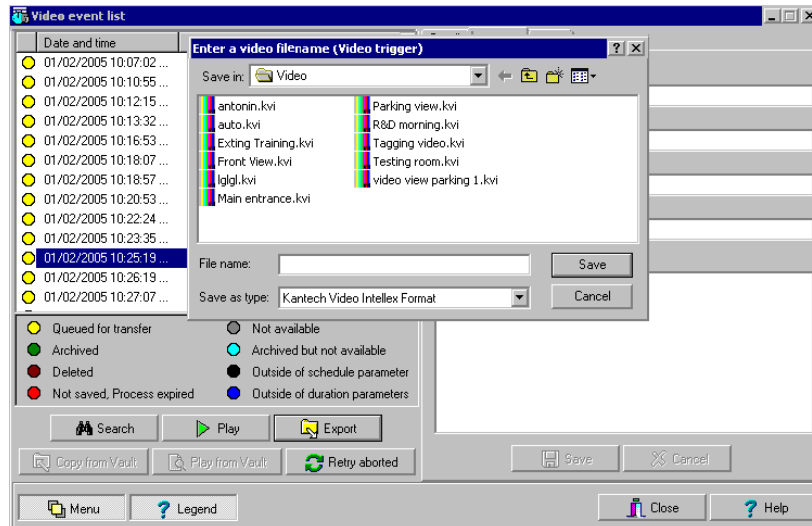 Video event list
Date and time
Enter a video filename (Video trigger)
Save in: Video
01/02/2005 10:07:02 ...
01/02/2005 10:10:55 ...
01/02/2005 10:12:15 ...
01/02/2005 10:13:32 ...
01/02/2005 10:16:53 ...
01/02/2005 10:18:07 ...
01/02/2005 10:18:57 ...
01/02/2005 10:20:53 ...
01/02/2005 10:22:24 ...
01/02/2005 10:23:35 ...
01/02/2005 10:25:19 ...
01/02/2005 10:26:19 ...
01/02/2005 10:27:07 ...
antonin.kvi
auto.kvi
Exting Training.kvi
Front View.kvi
lglgl.kvi
Main entrance.kvi
Parking view.kvi
R&D morning.kvi
Tagging video.kvi
Testing room.kvi
video view parking 1.kvi
File name:
Save
Save as type: Kantech Video Intellex Format
Cancel
Queued for transfer
Not available
Archived
Archived but not available
Deleted
Outside of schedule parameter
Not saved, Process expired
Outside of duration parameters
Search
Play
Export
Copy from Vault
Play from Vault
Retry aborted
Save
Cancel
Menu
Legend
Close
Help